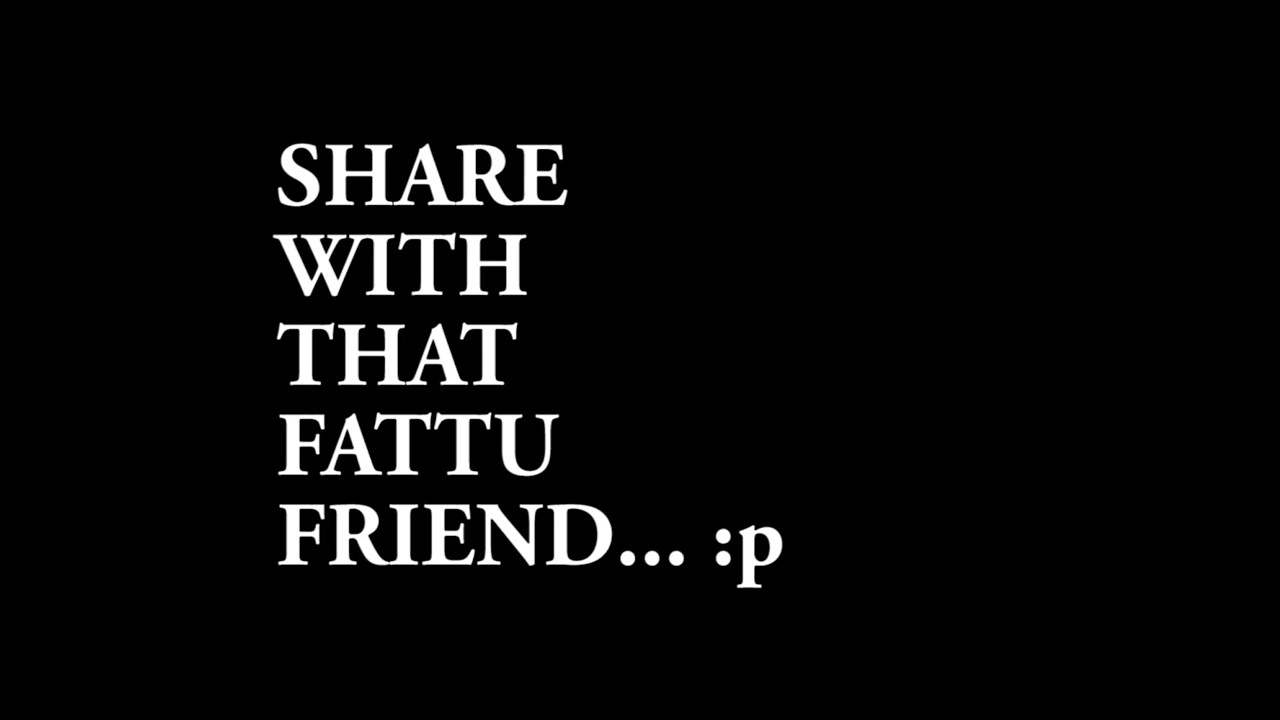 SHARE
WITH
THAT
FATTU
FRIEND... :p